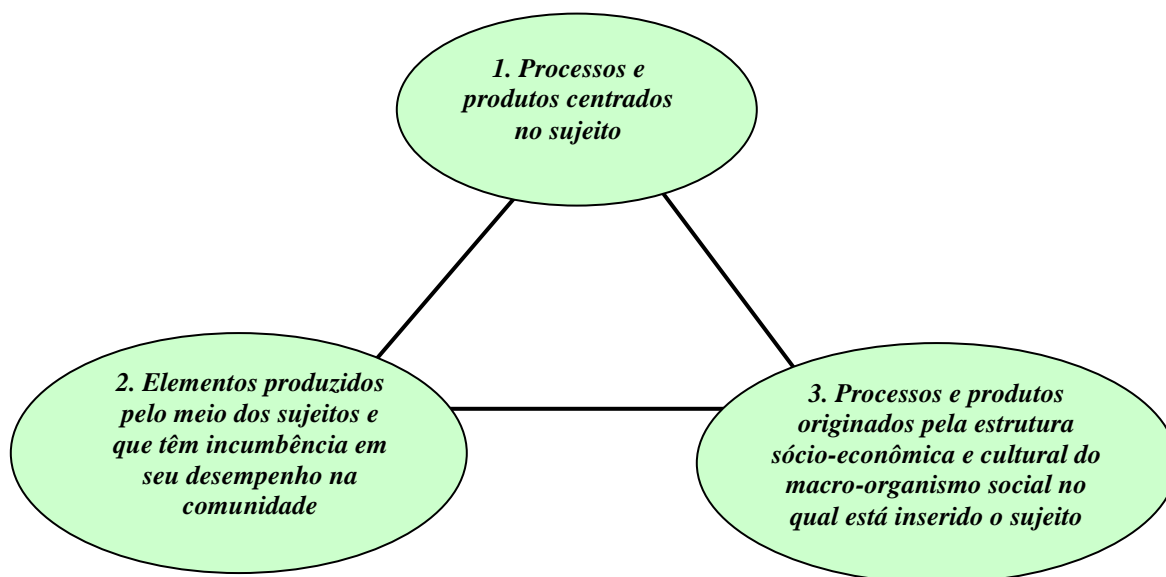 1. Processos e
produtos centrados
no sujeito
2. Elementos produzidos
pelo meio dos sujeitos e
que têm incumbência em
seu desempenho na
comunidade
3. Processos e produtos
originados pela estrutura
sócio-econômica e cultural do
macro-organismo social no
qual está inserido o sujeito